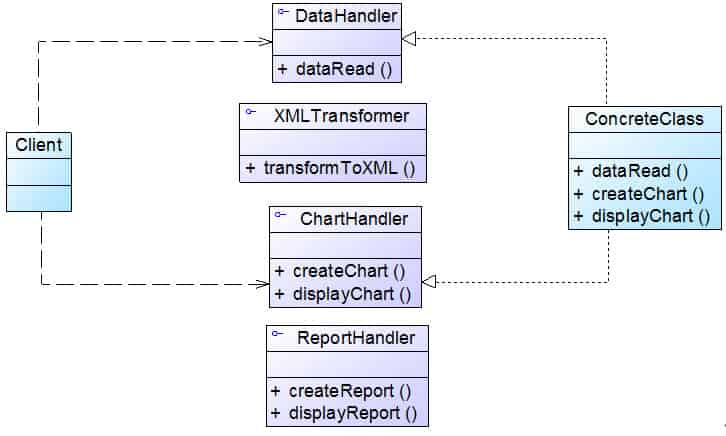 DataHandler
+ dataRead ()
XMLTransformer
+ transformToXML ()
Client
ConcreteClass
+ dataRead ()
+ createChart ()
+ displayChart ()
ChartHandler
+ createChart ()
+ displayChart ()
ReportHandler
+ createReport ()
+ displayReport ()